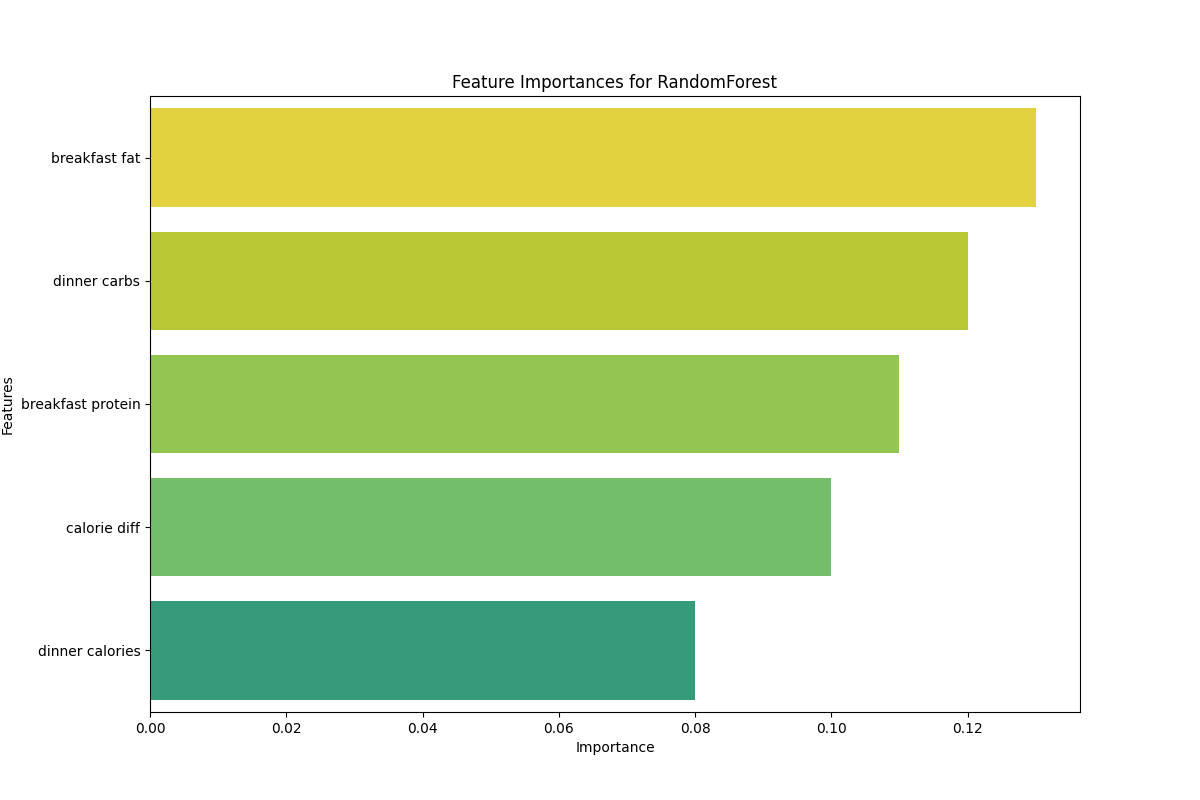 Feature Importances for RandomForest
Features
breakfast fat
dinner carbs
breakfast protein
calorie diff
dinner calories
0.00 0.02 0.04 0.06 0.08 0.10 0.12
Importance